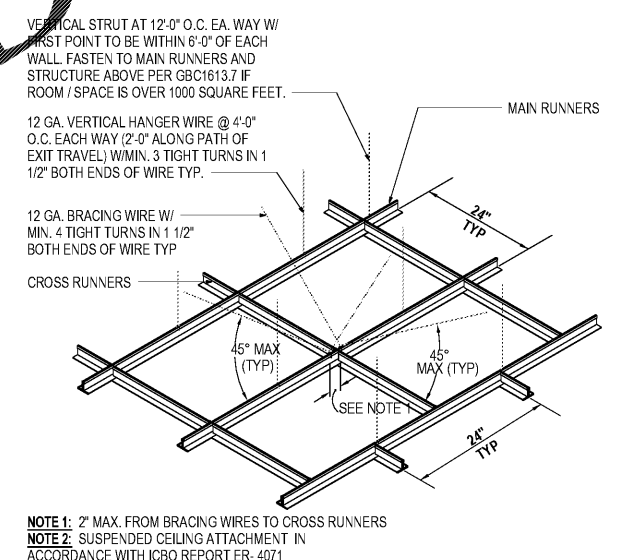 VERTICAL STRUT AT 12'-0" O.C. EA. WAY W/
FIRST POINT TO BE WITHIN 6'-0" OF EACH
WALL. FASTEN TO MAIN RUNNERS AND
STRUCTURE ABOVE PER GBC1613.7 IF
ROOM / SPACE IS OVER 1000 SQUARE FEET.
MAIN RUNNERS
12 GA. VERTICAL HANGER WIRE @ 4'-0"
O.C. EACH WAY (2'-0" ALONG PATH OF
EXIT TRAVEL) W/MIN. 3 TIGHT TURNS IN 1
1/2" BOTH ENDS OF WIRE TYP.
24"
TYP
12 GA. BRACING WIRE W/
MIN. 4 TIGHT TURNS IN 1 1/2"
BOTH ENDS OF WIRE TYP
CROSS RUNNERS
45° MAX
(TYP)
45°
MAX (TYP)
SEE NOTE 1
24"
TYP
NOTE 1: 2" MAX. FROM BRACING WIRES TO CROSS RUNNERS
NOTE 2: SUSPENDED CEILING ATTACHMENT IN
ACCORDANCE WITH ICBO REPORT ER- 4071